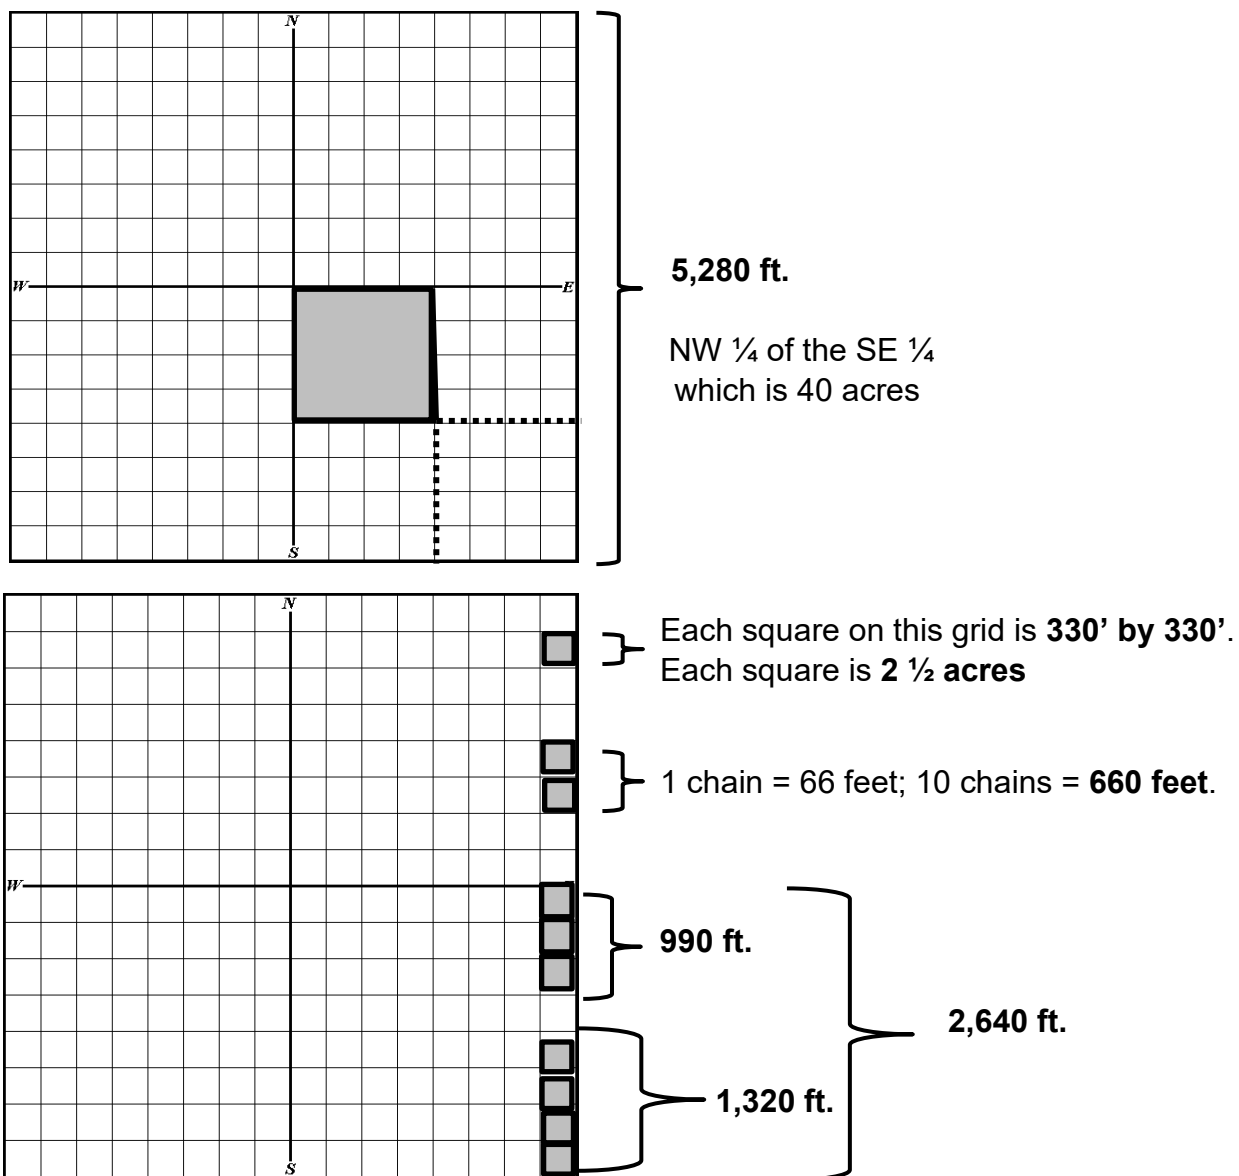 N
W
E
5,280 ft.
NW ¼ of the SE ¼
which is 40 acres
S
N
Each square on this grid is 330’ by 330’.
Each square is 2 ½ acres
1 chain = 66 feet; 10 chains = 660 feet.
W
990 ft.
2,640 ft.
1,320 ft.
S